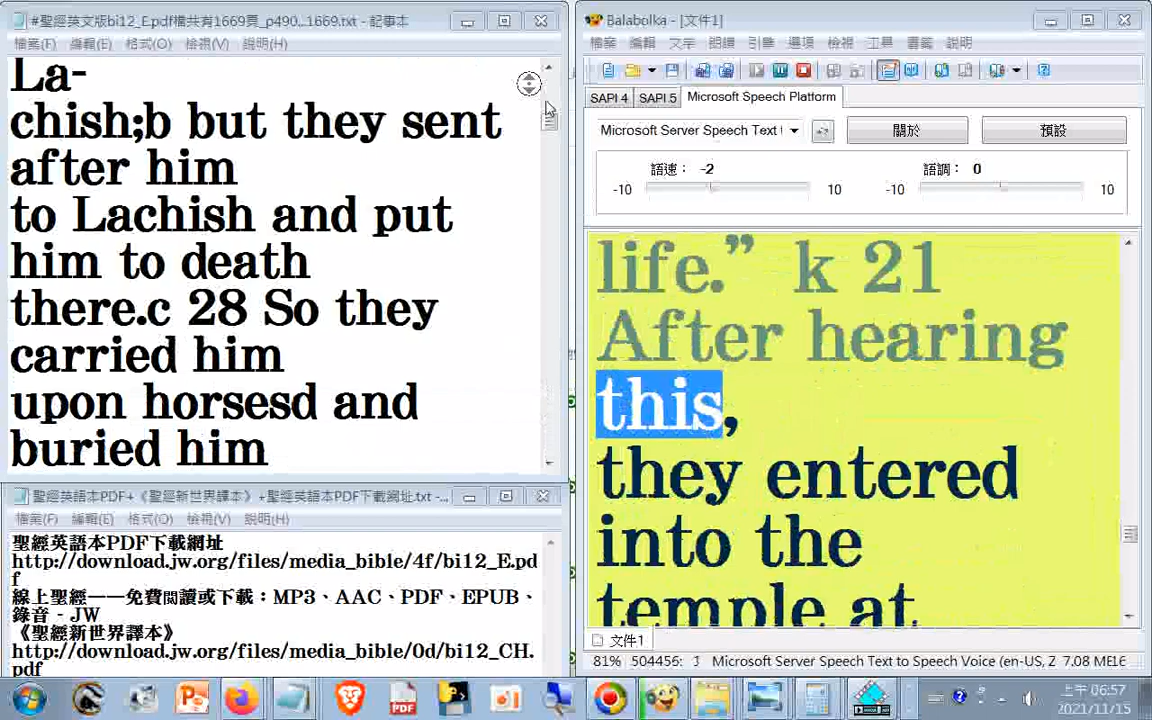 #聖經英文版bi12_E.pdf檔共有1669頁_p490...1669.txt - 記事本
檔案(F) 編輯(E) 格式(O) 檢視(V) 說明(H)
La-
chish;b but they sent
after him
to Lachish and put
him to death
there.c 28 So they
carried him
upon horsesd and
buried him
聖經英語本PDF+《聖經新世界譯本》+聖經英語本PDF下載網址.txt -...
檔案(F) 編輯(E) 格式(O) 檢視(V) 說明(H)
聖經英語本PDF下載網址
http://download.jw.org/files/media_bible/4f/bi12_E.pd
f
線上聖經——免費閱讀或下載：MP3、AAC、PDF、EPUB、
錄音 - JW
《聖經新世界譯本》
http://download.jw.org/files/media_bible/0d/bi12_CH.
pdf
Balabolka - [文件1]
檔案 編輯 文字 朗讀 引擎 選項 檢視 工具 書籤 說明
SAPI 4 SAPI 5 Microsoft Speech Platform
Microsoft Server Speech Text 關於 預設
語速： -2 語調： 0
-10 10 -10 10
life.” k 21
After hearing
this,
they entered
into the
temple at
文件1
81% 504456: Microsoft Server Speech Text to Speech Voice (en-US, Z 7.08 ME16
上午 06:57
2021/11/15